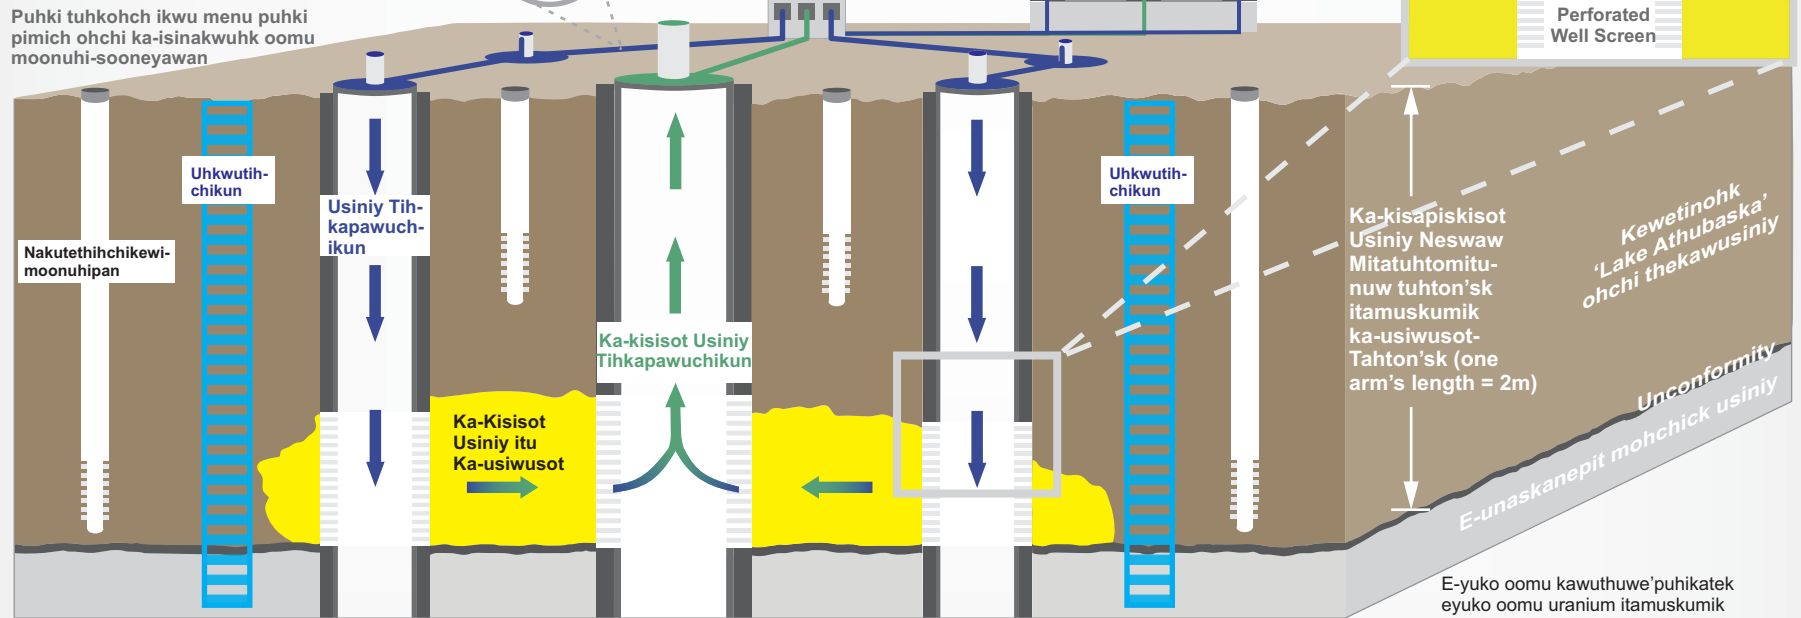 Puhki tuhkohch ikwu menu puhki
pimich ohchi ka-isinakwuhk oomu
moonuhi-sooneyawan
Perforated
Well Screen
Uhkwutih-
chikun
Usiniy Tih-
kapawuch-
ikun
Nakutethihchikewi-
moonuhipan
Ka-kisisot Usiniy
Tihkapawuchikun
Ka-Kisisot
Usiniy itu
Ka-usiwusot
Uhkwutih-
chikun
Ka-kisapiskisot
Usiniy Neswaw
Mitatuhtomitu-
nuw tuhton'sk
itamuskumik
ka-usiwusot-
Tahton'sk (one
arm's length = 2m)
Kewetinohk
'Lake Athubaska'
ohchi thekawusiniy
Unconformity
E-unaskanepit mohchick usiniy
E-yuko oomu kawuthuwe'puhikatek
eyuko oomu uranium itamuskumik